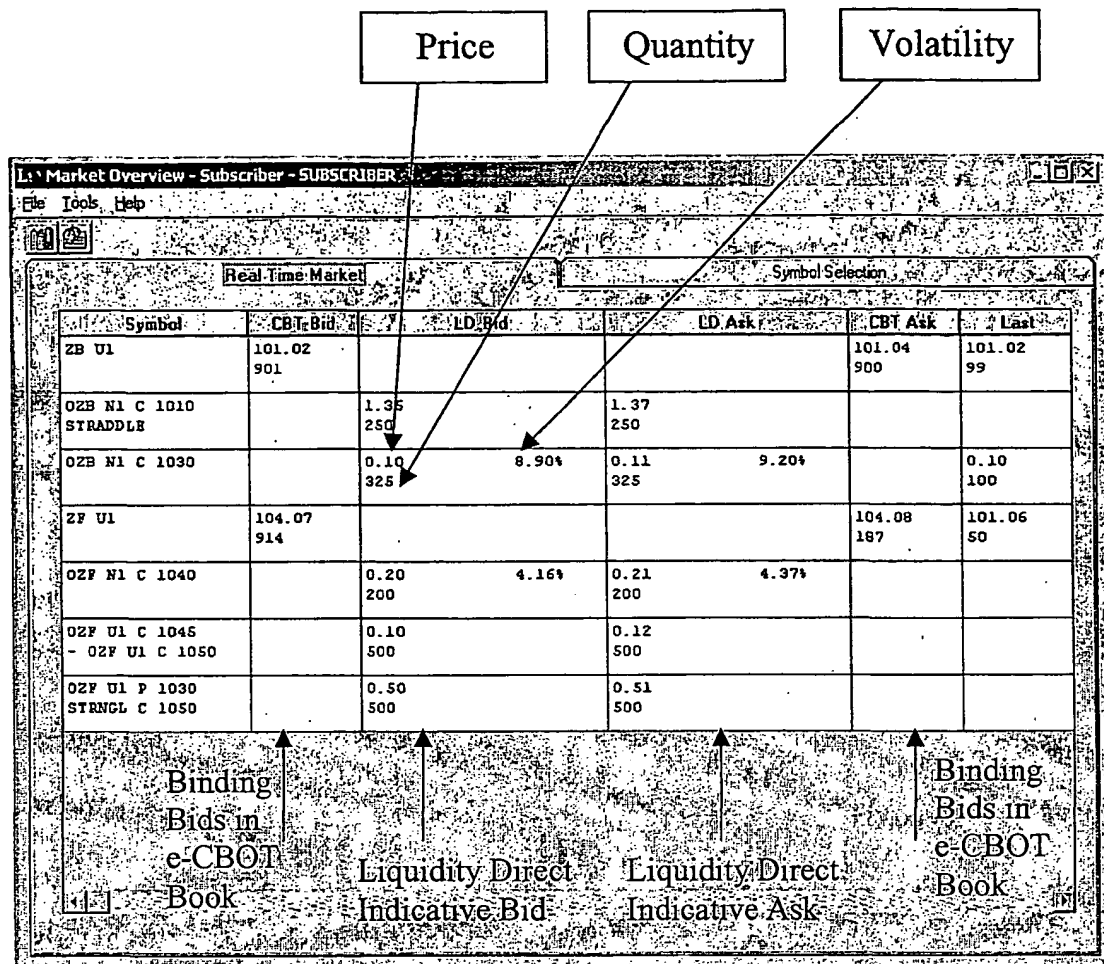 Price Quantity Volatility
Market Overview - Subscriber - SUBSCRIBER
File Tools Help
Real-Time Market Symbol Selection
Symbol CBT Bid LD Bid LD Ask CBT Ask Last
ZB U1 101.02 101.04 101.02
901 900 99
OZB N1 C 1010 1.35 1.37
STRADDLE 250 250
OZB N1 C 1030 0.10 8.90% 0.11 9.20% 0.10
325 325 100
ZF U1 104.07 104.08 101.06
914 187 50
OZF N1 C 1040 0.20 4.16% 0.21 4.37%
200 200
OZF U1 C 1045 0.10 0.12
- OZF U1 C 1050 500 500
OZF U1 P 1030 0.50 0.51
STRNGL C 1050 500 500
Binding
Bids in
e-CBOT
Book
Liquidity Direct
Indicative Bid
Liquidity Direct
Indicative Ask
Binding
Bids in
e-CBOT
Book